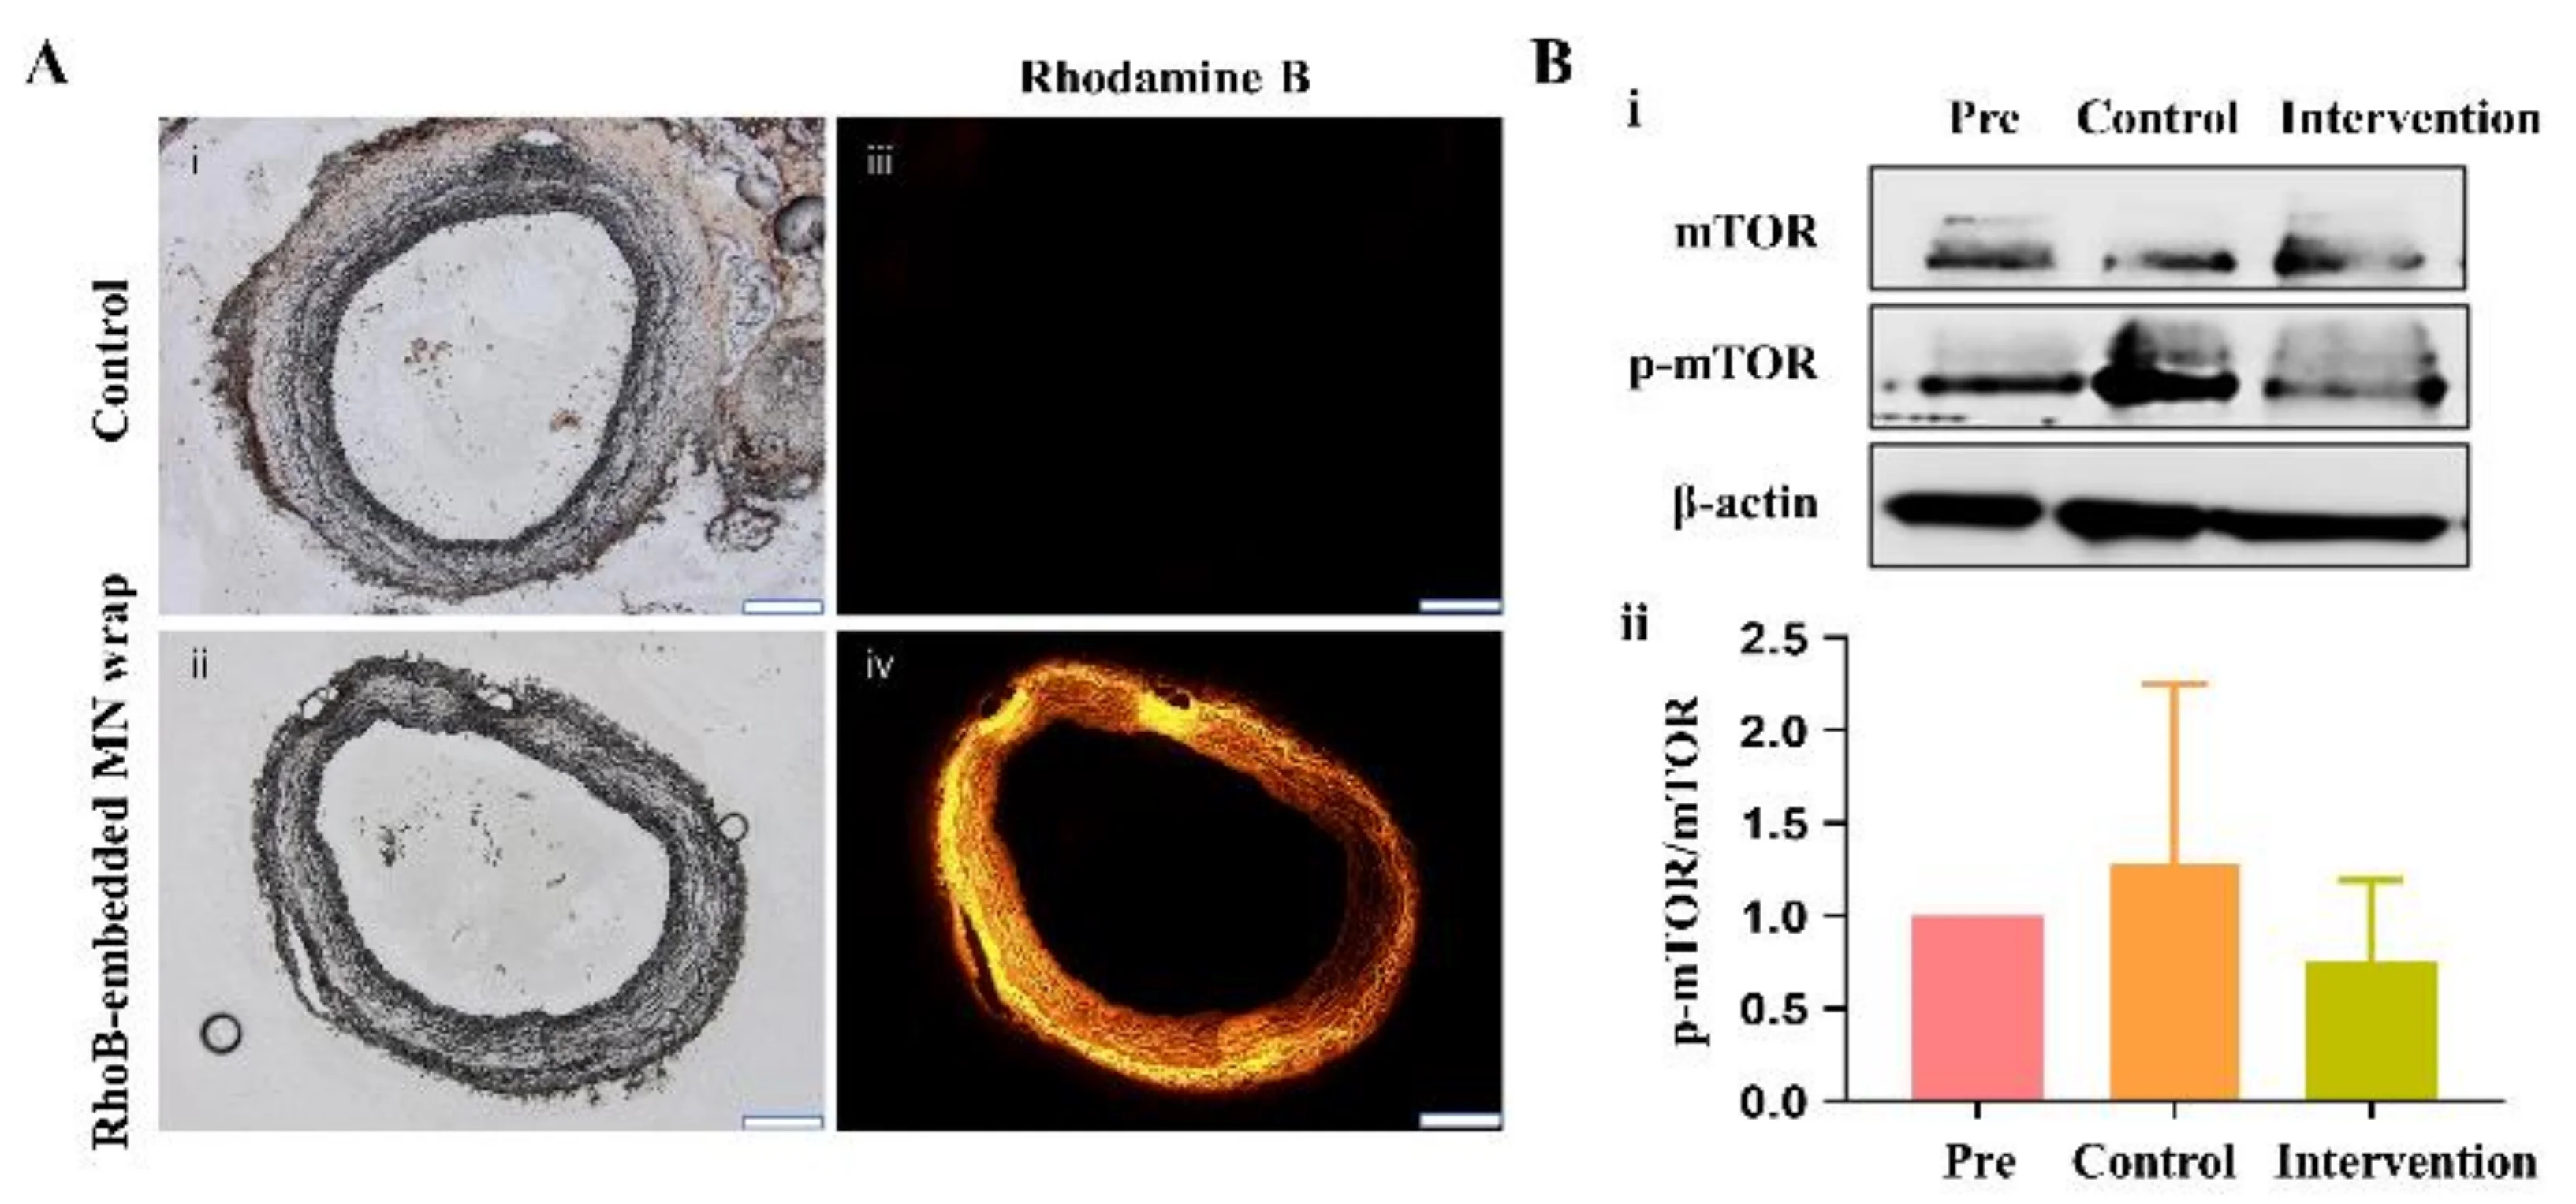 A
Rhodamine B
Control
RhoB-embedded MN wrap
i
iii
ii
iv
B
i
Pre Control Intervention
mTOR
p-mTOR
β-actin
ii
p-mTOR/mTOR
2.5
2.0
1.5
1.0
0.5
0.0
Pre Control Intervention